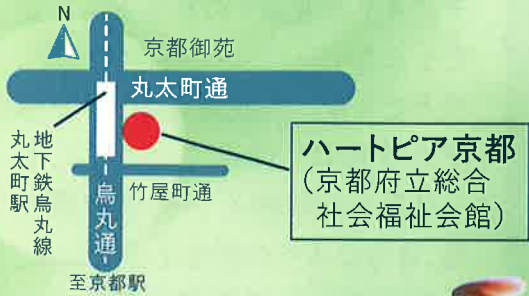 N
京都御苑
丸太町通
地下鉄烏丸線
丸太町駅
ハートピア京都
(京都府立総合
社会福祉会館)
竹屋町通
烏丸通
至京都駅